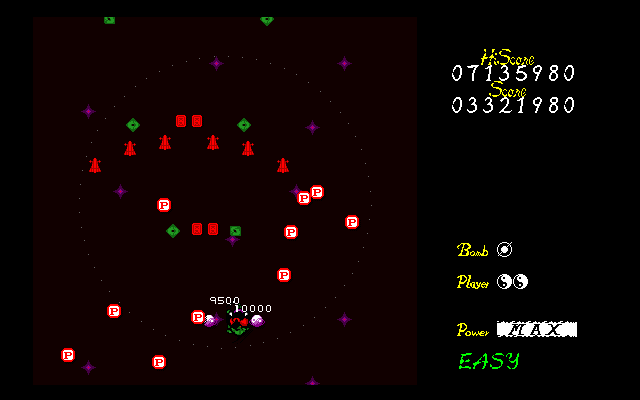 HiScore
07135980
Score
03321980
P
P P
P
P
P
9500
10000
P
P
P
P
Bomb
Player
Power MAX
EASY